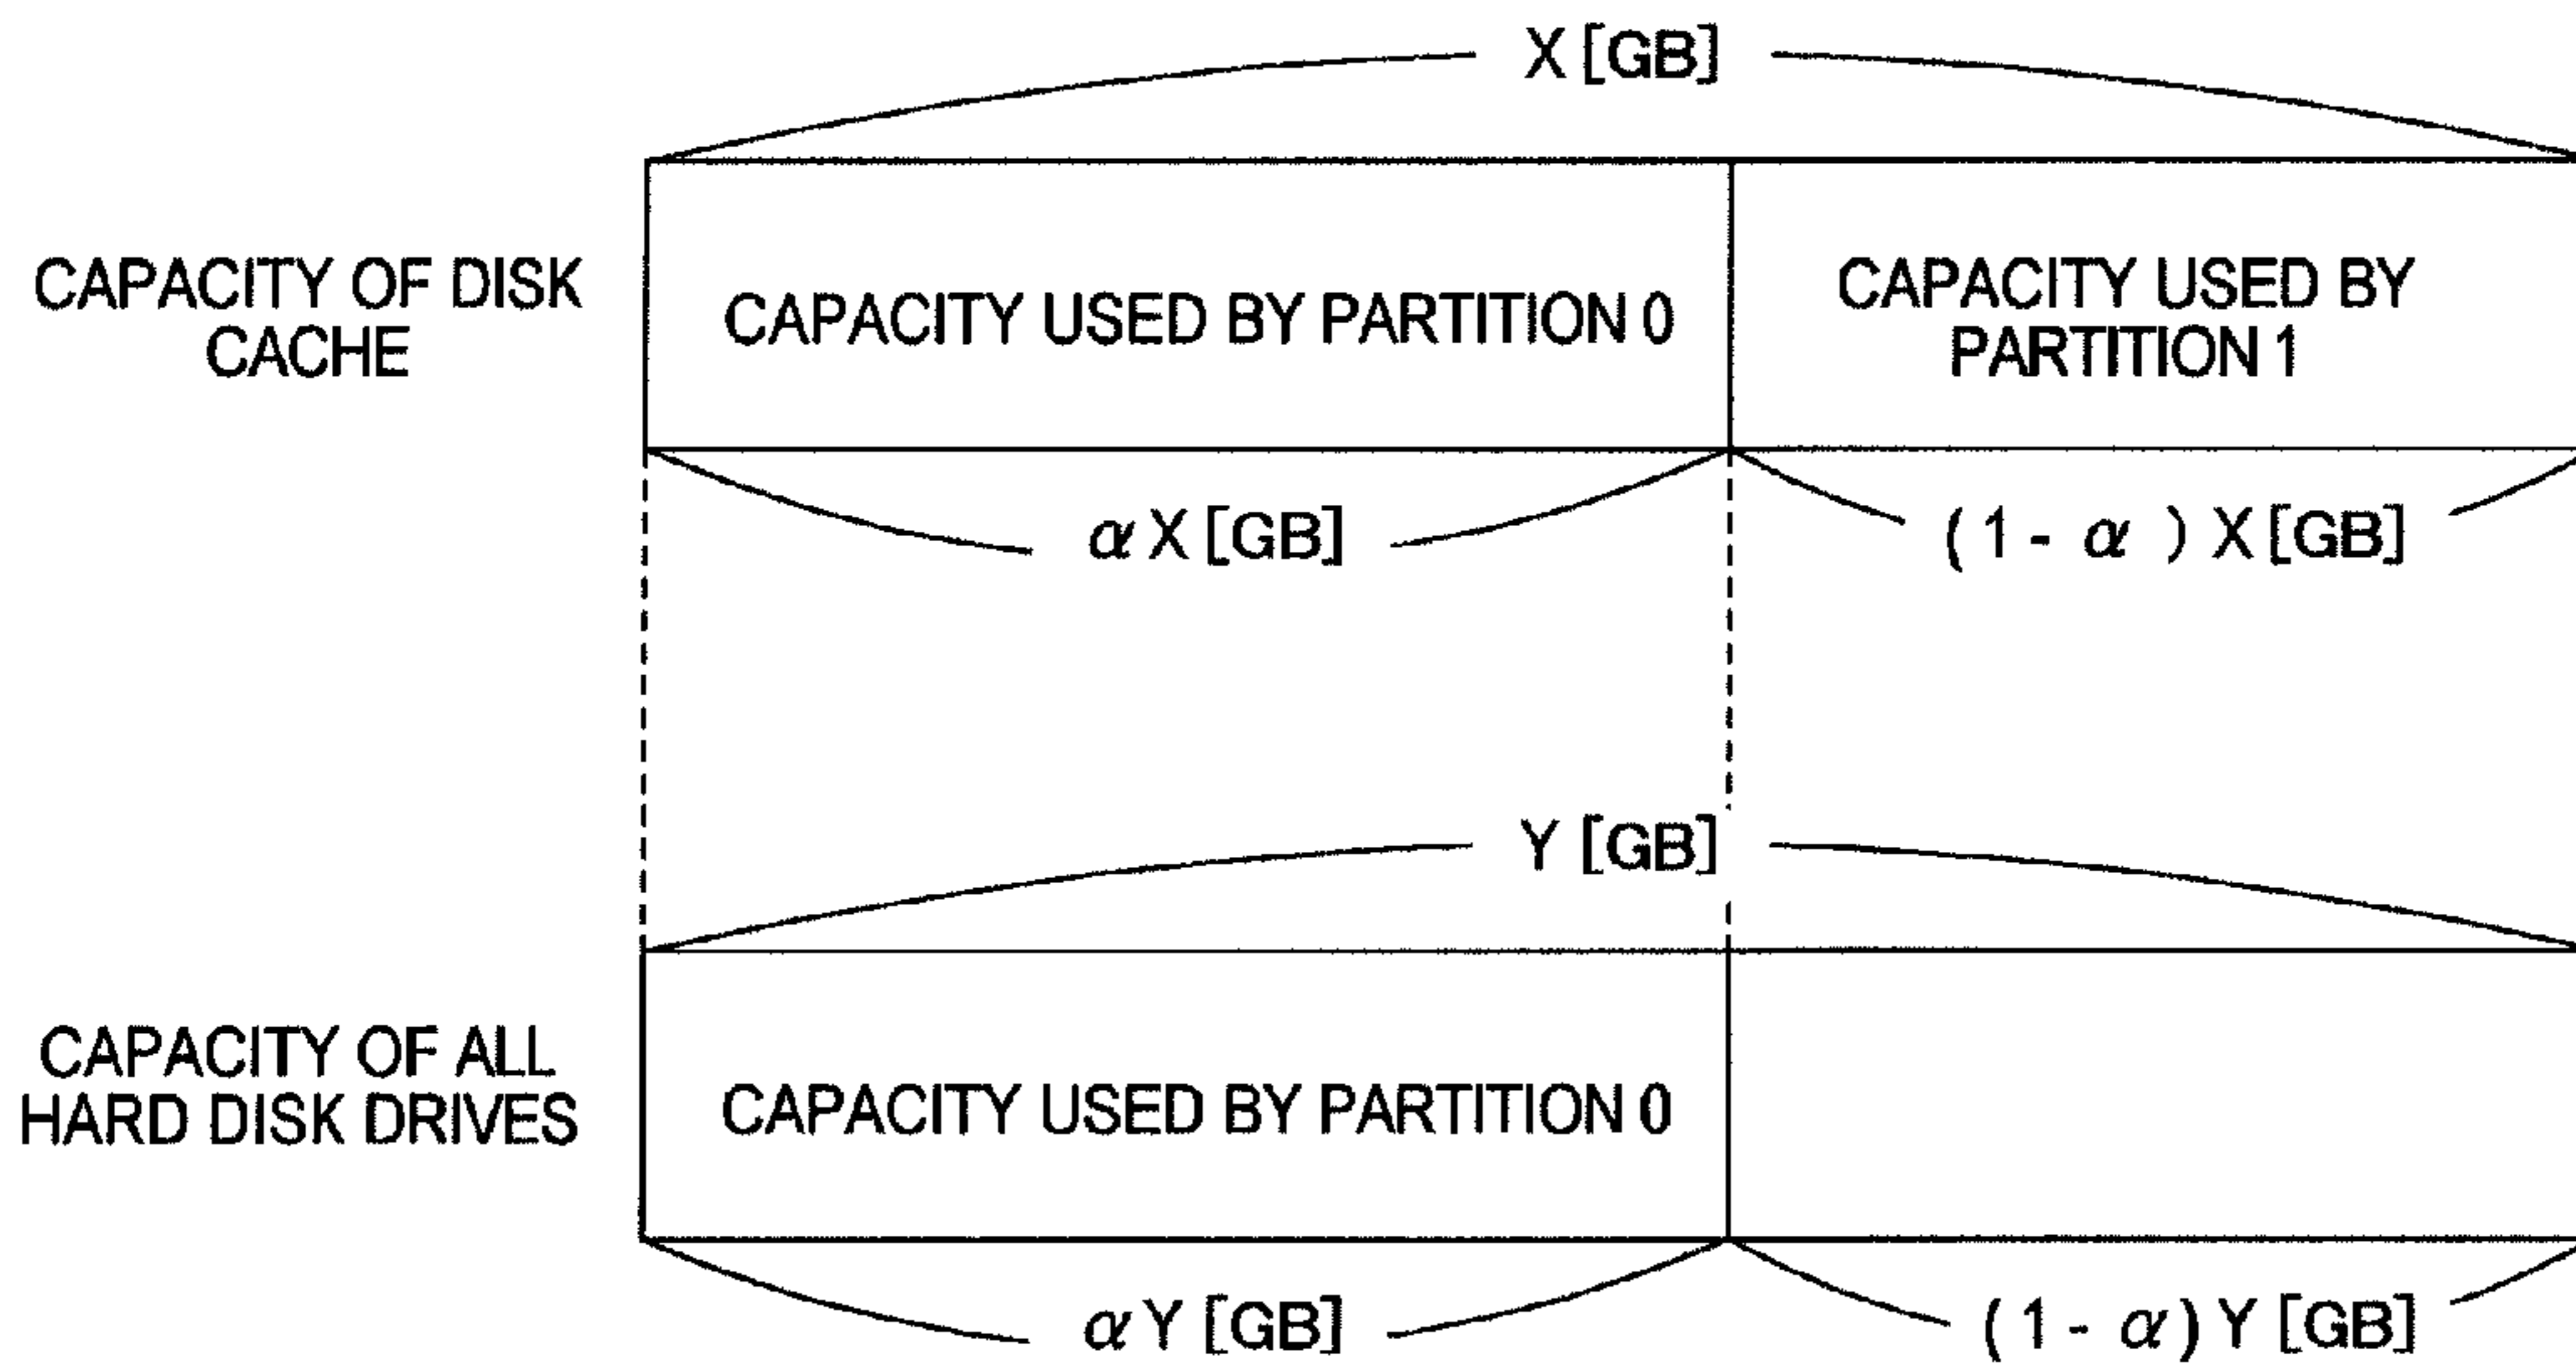 X [GB]
CAPACITY OF DISK
CACHE
CAPACITY USED BY PARTITION 0
CAPACITY USED BY
PARTITION 1
α X [GB]
( 1 - α ) X [GB]
Y [GB]
CAPACITY OF ALL
HARD DISK DRIVES
CAPACITY USED BY PARTITION 0
α Y [GB]
( 1 - α ) Y [GB]